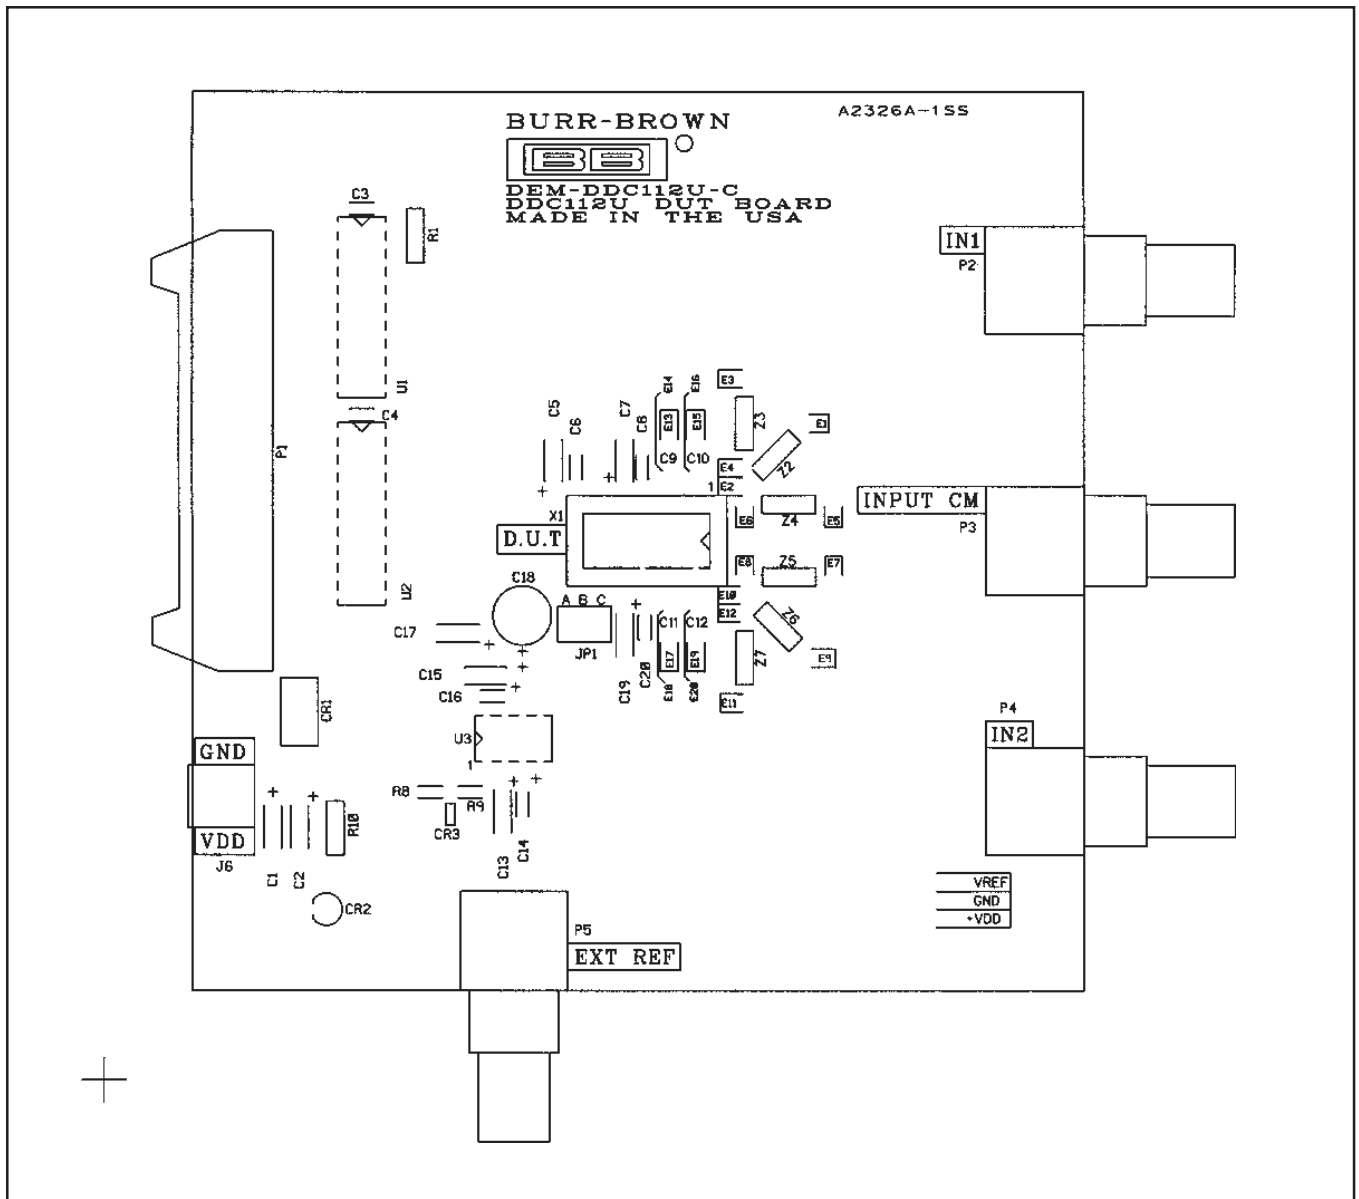 A2326A-1SS
BURR-BROWN
BB
DEM-DDC112U-C
DDC112U DUT BOARD
MADE IN THE USA
C3
R1
IN1
P2
U1
C4
P1
E14
E16
E3
C5
C6
C7
C8
E13
E15
Z3
E1
C9
C10
E4
Z2
1
E2
INPUT CM
X1
E6
Z4
E5
P3
D.U.T
E8
Z5
E7
U2
C18
A B C
+
E10
E12
C11
C12
Z6
C17
+
JP1
E17
E19
Z7
E9
C15
+
+
C16
+
C19
C20
E18
E20
E11
CR1
P4
IN2
U3
1
GND
+
+
+
+
R8
R9
CR3
C13
C14
R10
VDD
J6
C1
C2
CR2
VREF
GND
+VDD
P5
EXT REF
+
+